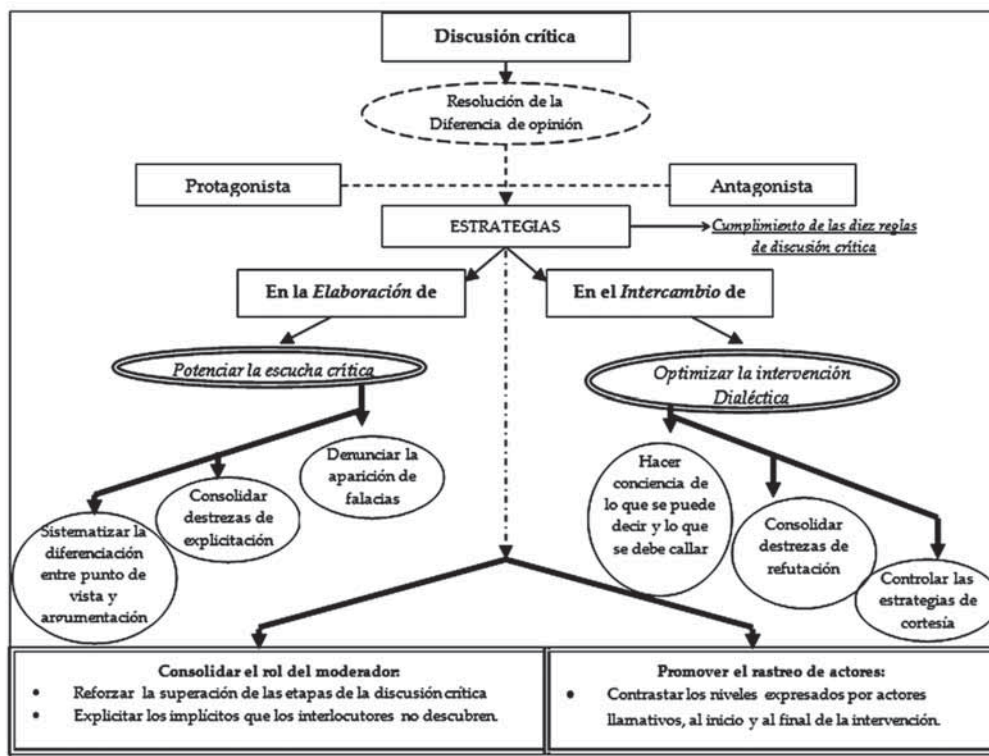 Discusión crítica
Resolución de la
Diferencia de opinión
Protagonista
Antagonista
ESTRATEGIAS
Cumplimiento de las diez reglas
de discusión crítica
En la Elaboración de
En el Intercambio de
Potenciar la escucha crítica
Optimizar la intervención
Dialéctica
Denunciar la
aparición de
falacias
Consolidar
destrezas de
explicitación
Sistematizar la
diferenciación
entre punto de
vista y
argumentación
Hacer
conciencia de
lo que se puede
decir y lo que
se debe callar
Consolidar
destrezas de
refutación
Controlar las
estrategias de
cortesía
Consolidar el rol del moderador:
• Reforzar la superación de las etapas de la discusión crítica
• Explicitar los implícitos que los interlocutores no descubren.
Promover el rastreo de actores:
• Contrastar los niveles expresados por actores
llamativos, al inicio y al final de la intervención.